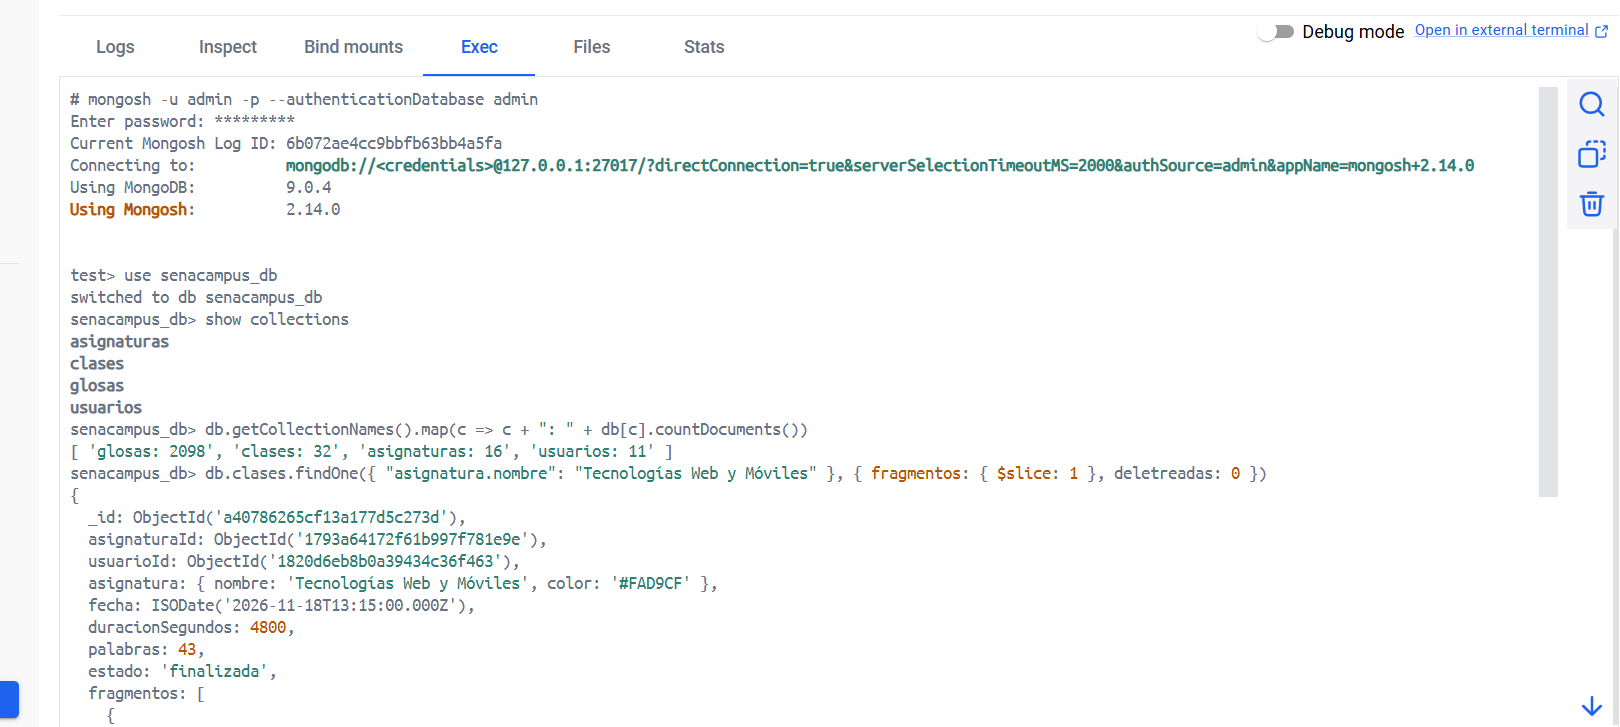 Debug mode Open in external terminal
Logs Inspect Bind mounts Exec Files Stats
# mongosh -u admin -p --authenticationDatabase admin
Enter password: *********
Current Mongosh Log ID: 6b072ae4cc9bbfb63bb4a5fa
Connecting to: mongodb://<credentials>@127.0.0.1:27017/?directConnection=true&serverSelectionTimeoutMS=2000&authSource=admin&appName=mongosh+2.14.0
Using MongoDB: 9.0.4
Using Mongosh: 2.14.0
test> use senacampus_db
switched to db senacampus_db
senacampus_db> show collections
asignaturas
clases
glosas
usuarios
senacampus_db> db.getCollectionNames().map(c => c + ": " + db[c].countDocuments())
[ 'glosas: 2098', 'clases: 32', 'asignaturas: 16', 'usuarios: 11' ]
senacampus_db> db.clases.findOne({ "asignatura.nombre": "Tecnologías Web y Móviles" }, { fragmentos: { $slice: 1 }, deletreadas: 0 })
{
  _id: ObjectId('a40786265cf13a177d5c273d'),
  asignaturaId: ObjectId('1793a64172f61b997f781e9e'),
  usuarioId: ObjectId('1820d6eb8b0a39434c36f463'),
  asignatura: { nombre: 'Tecnologías Web y Móviles', color: '#FAD9CF' },
  fecha: ISODate('2026-11-18T13:15:00.000Z'),
  duracionSegundos: 4800,
  palabras: 43,
  estado: 'finalizada',
  fragmentos: [
    {